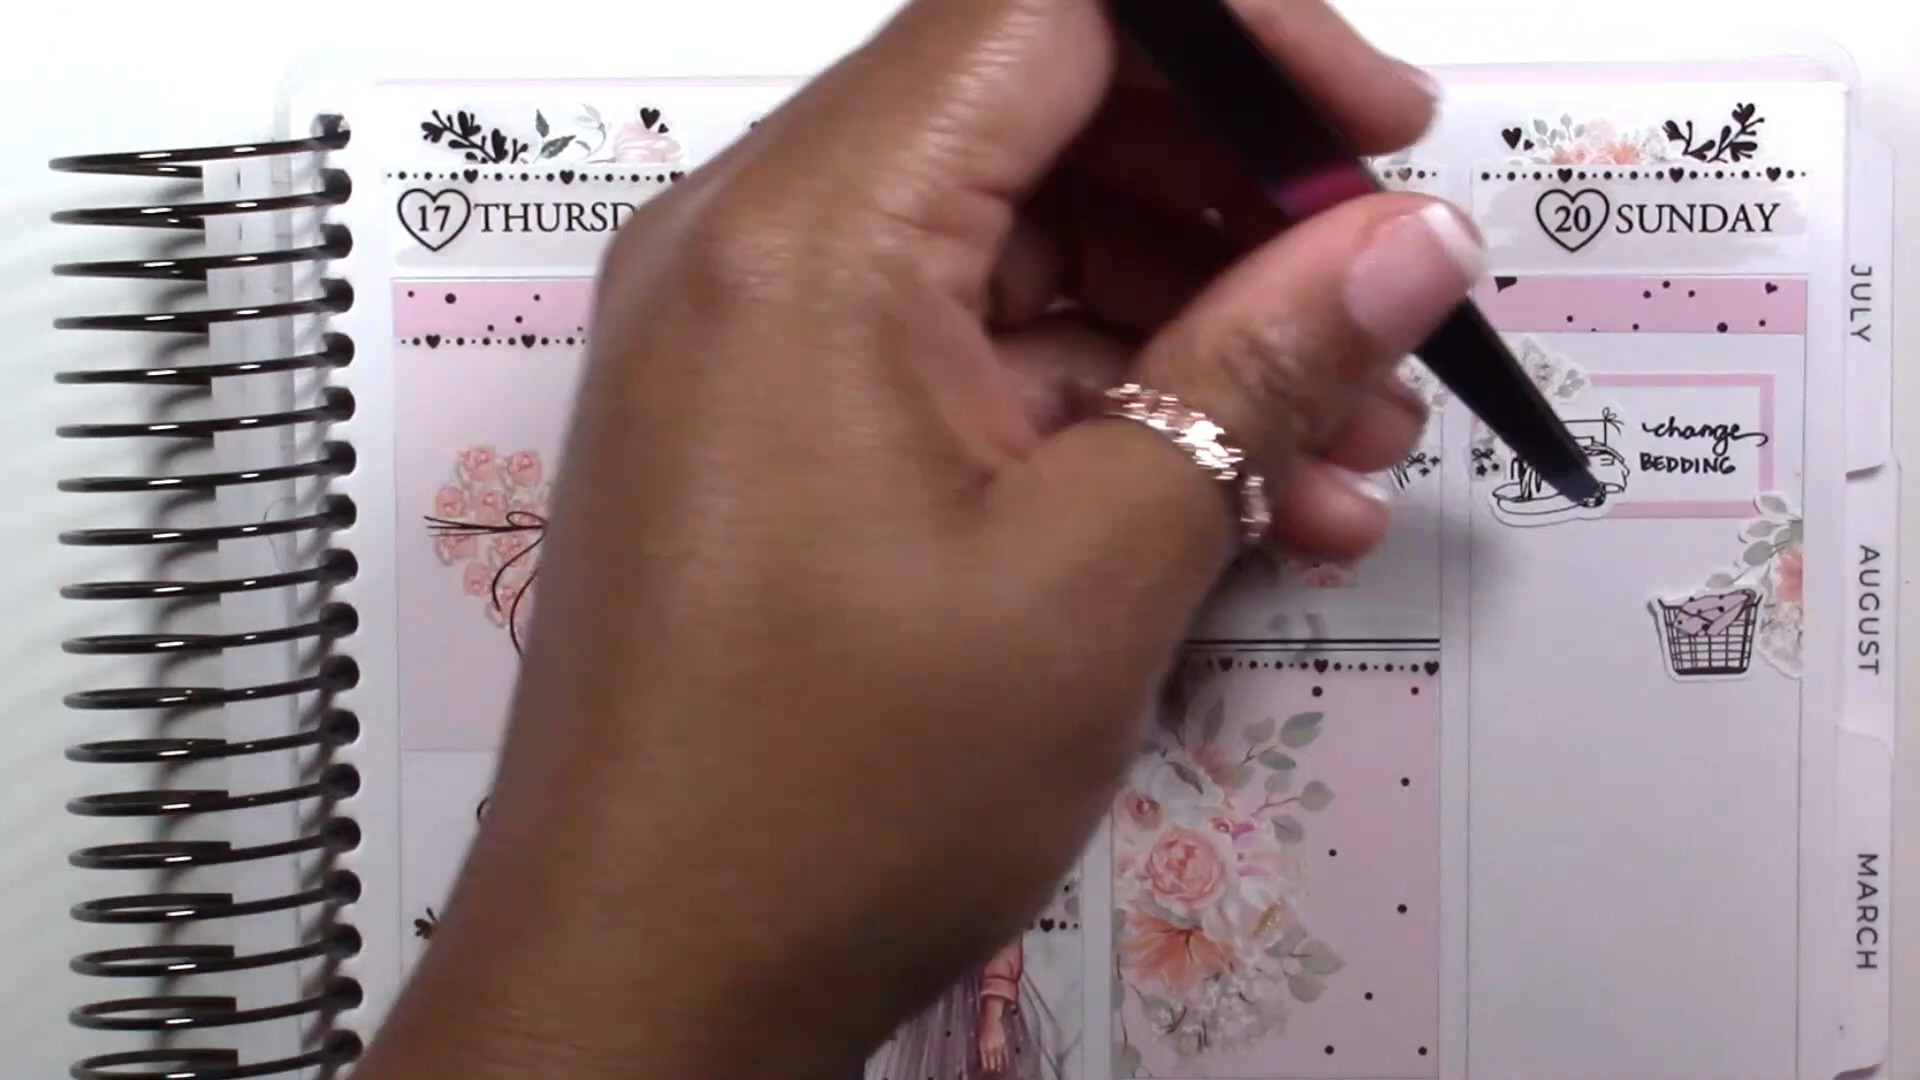 17 THURSD
20 SUNDAY
change
BEDDING
JULY
AUGUST
MARCH